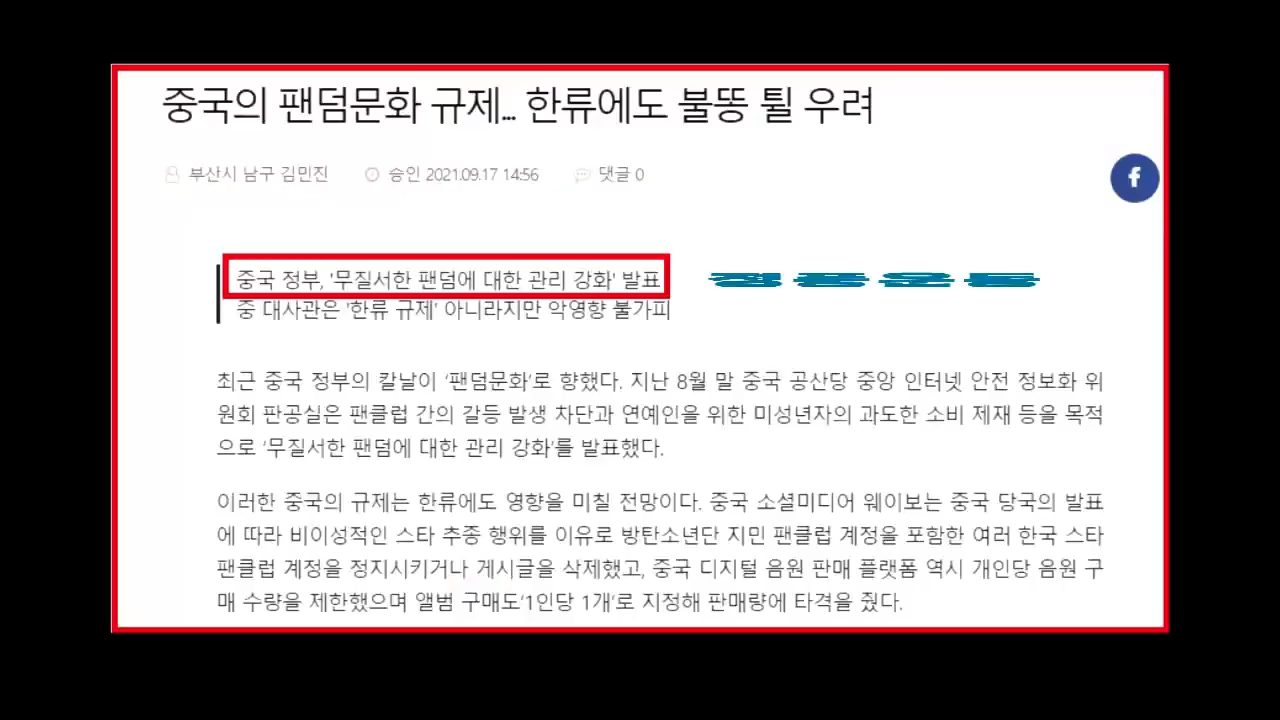 중국의 팬덤문화 규제... 한류에도 불똥 튈 우려
부산시 남구 김민진 승인 2021.09.17 14:56 댓글 0
f
중국 정부, '무질서한 팬덤에 대한 관리 강화' 발표 정풍운동
중 대사관은 '한류 규제' 아니라지만 악영향 불가피
최근 중국 정부의 칼날이 ‘팬덤문화’로 향했다. 지난 8월 말 중국 공산당 중앙 인터넷 안전 정보화 위
원회 판공실은 팬클럽 간의 갈등 발생 차단과 연예인을 위한 미성년자의 과도한 소비 제재 등을 목적
으로 ‘무질서한 팬덤에 대한 관리 강화’를 발표했다.
이러한 중국의 규제는 한류에도 영향을 미칠 전망이다. 중국 소셜미디어 웨이보는 중국 당국의 발표
에 따라 비이성적인 스타 추종 행위를 이유로 방탄소년단 지민 팬클럽 계정을 포함한 여러 한국 스타
팬클럽 계정을 정지시키거나 게시글을 삭제했고, 중국 디지털 음원 판매 플랫폼 역시 개인당 음원 구
매 수량을 제한했으며 앨범 구매도‘1인당 1개’로 지정해 판매량에 타격을 줬다.